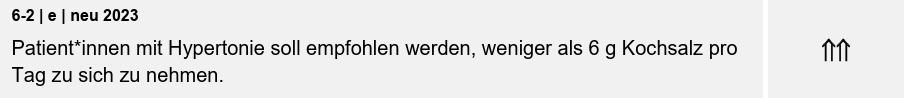 6-2 | e | neu 2023
Patient*innen mit Hypertonie soll empfohlen werden, weniger als 6 g Kochsalz pro
Tag zu sich zu nehmen.
⇑⇑